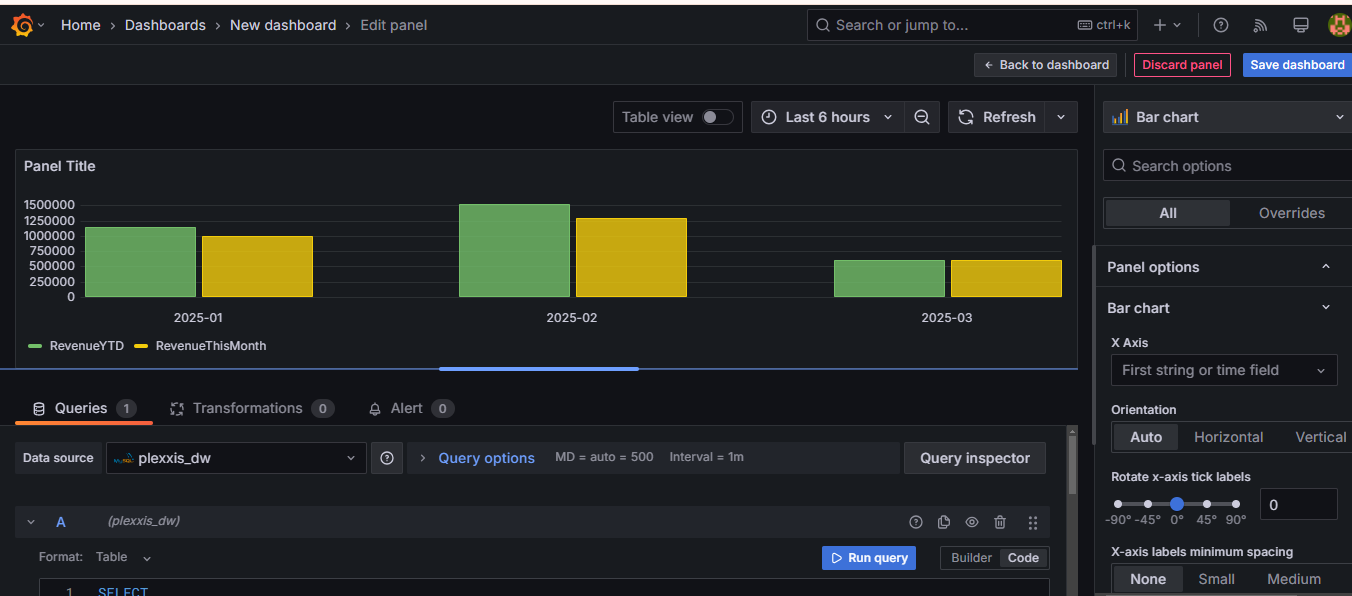 Home › Dashboards › New dashboard › Edit panel
Search or jump to... ctrl+k
Back to dashboard
Discard panel
Save dashboard
Table view
Last 6 hours
Refresh
Bar chart
Panel Title
Search options
1500000
1250000
1000000
750000
500000
250000
0
2025-01 2025-02 2025-03
RevenueYTD RevenueThisMonth
All Overrides
Panel options
Bar chart
X Axis
First string or time field
Orientation
Auto Horizontal Vertical
Rotate x-axis tick labels
-90° -45° 0° 45° 90°
0
X-axis labels minimum spacing
None Small Medium
Queries 1 Transformations 0 Alert 0
Data source MySQL plexxis_dw Query options MD = auto = 500 Interval = 1m Query inspector
A (plexxis_dw)
Format: Table Run query Builder Code
1 SELECT